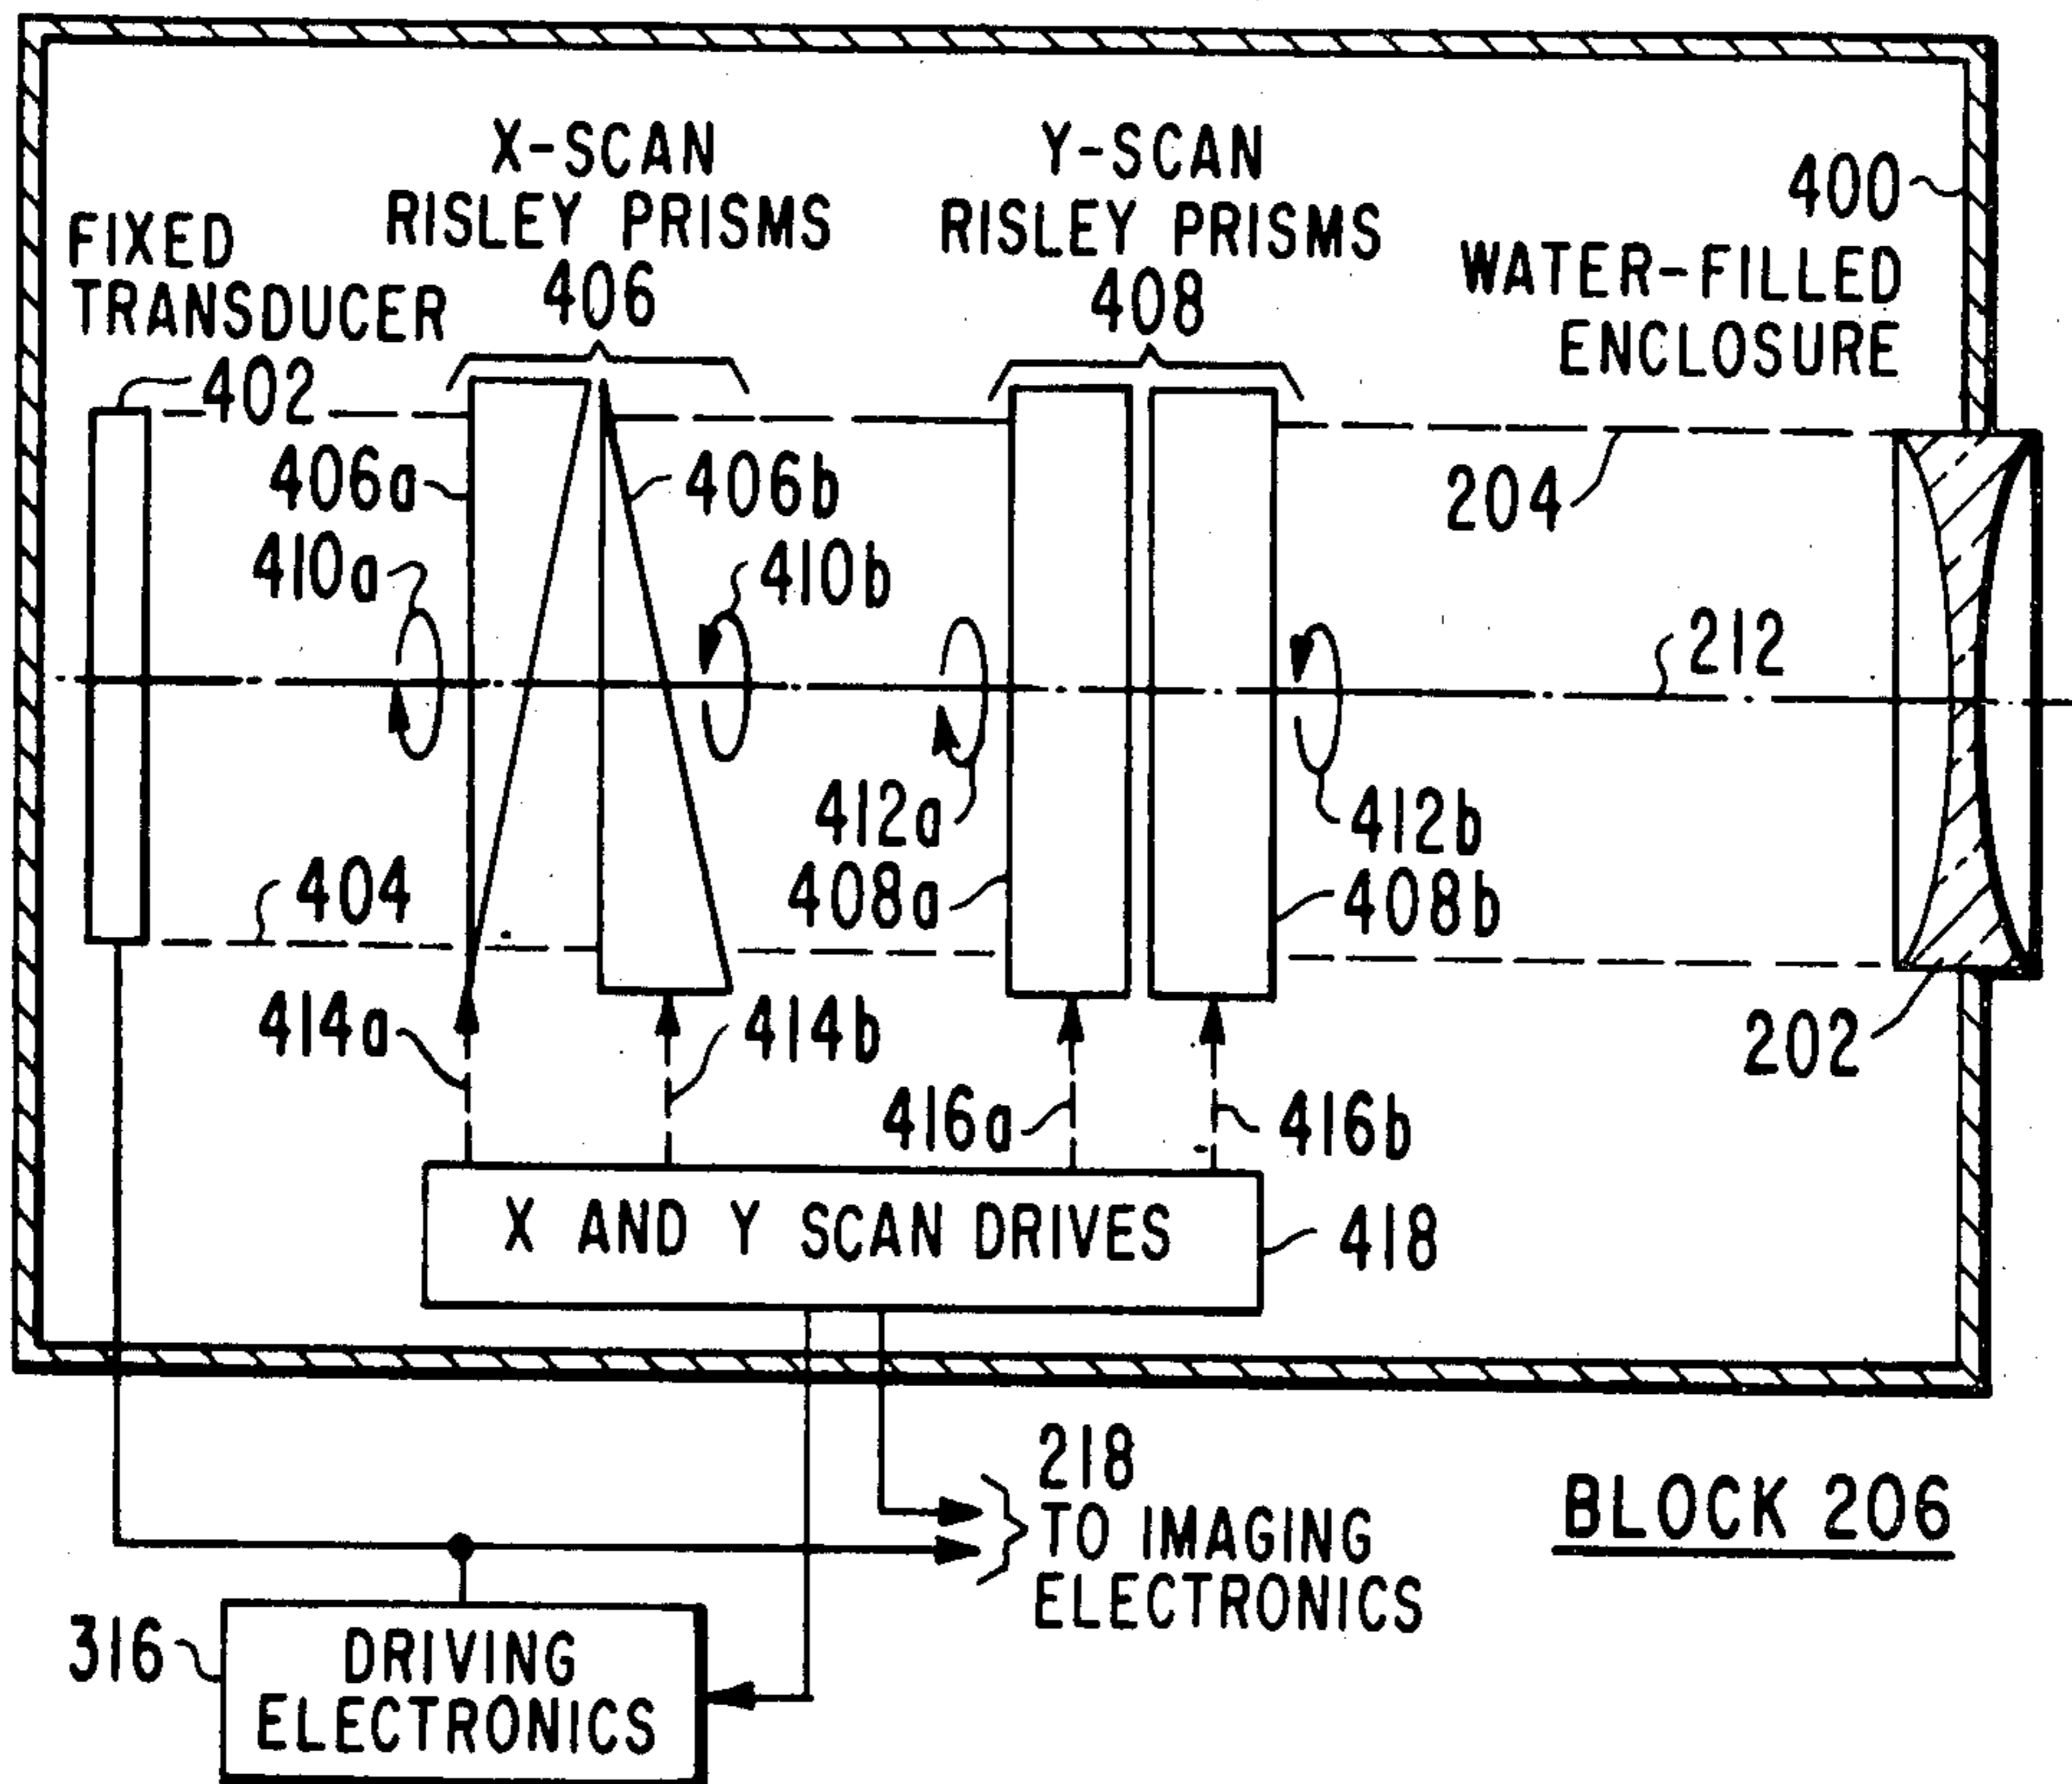 X-SCAN
RISLEY PRISMS
406
Y-SCAN
RISLEY PRISMS
408
400
WATER-FILLED
ENCLOSURE
FIXED
TRANSDUCER
402
406a
406b
204
410a
410b
212
412a
412b
404
408a
408b
414a
414b
202
416a
416b
X AND Y SCAN DRIVES
418
218
TO IMAGING
ELECTRONICS
BLOCK 206
316
DRIVING
ELECTRONICS